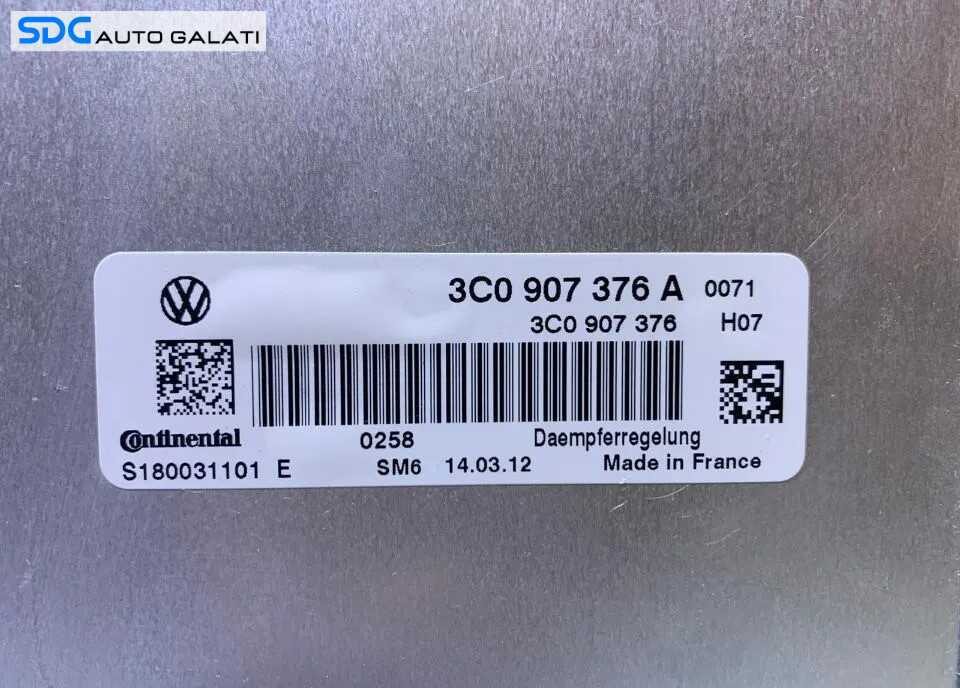 SDG AUTO GALATI
3C0 907 376 A 0071
3C0 907 376 H07
Continental 0258 Daempferregelung
S180031101 E SM6 14.03.12 Made in France